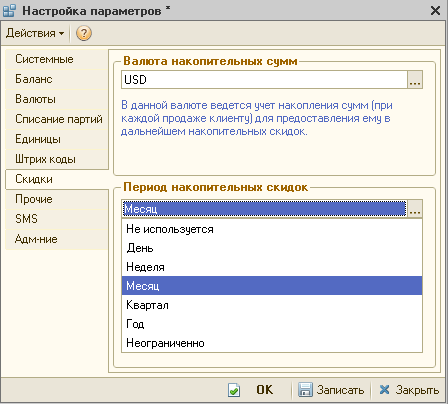 Настройка параметров *
Действия
Системные
Баланс
Валюты
Списание партий
Единицы
Штрих коды
Скидки
Прочие
SMS
Адм-ние
Валюта накопительных сумм
USD
...
В данной валюте ведется учет накопления сумм (при
каждой продаже клиенту) для предоставления ему в
дальнейшем накопительных скидок.
Период накопительных скидок
Месяц
...
Не используется
День
Неделя
Месяц
Квартал
Год
Неограниченно
OK
Записать
Закрыть